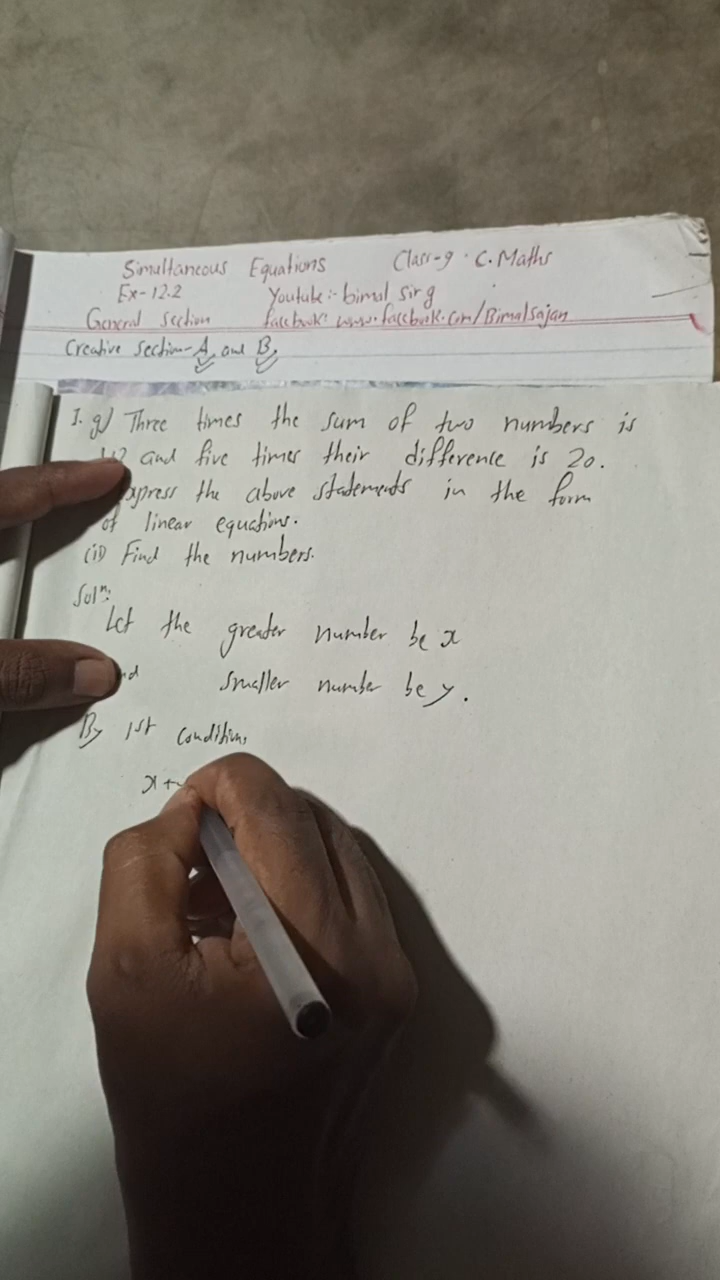 Simultaneous Equations Class-9. C. Maths
Ex-12.2 Youtube:- bimal sir g
General section facebook: www.facebook.com/Bimalsajan
Creative section-A and B,
1. g) Three times the sum of two numbers is
and five times their difference is 20.
xpress the above statements in the form
of linear equations.
(ii) Find the numbers.
Solⁿ:
Let the greater number be x
nd smaller number be y.
By 1st condition,
x+